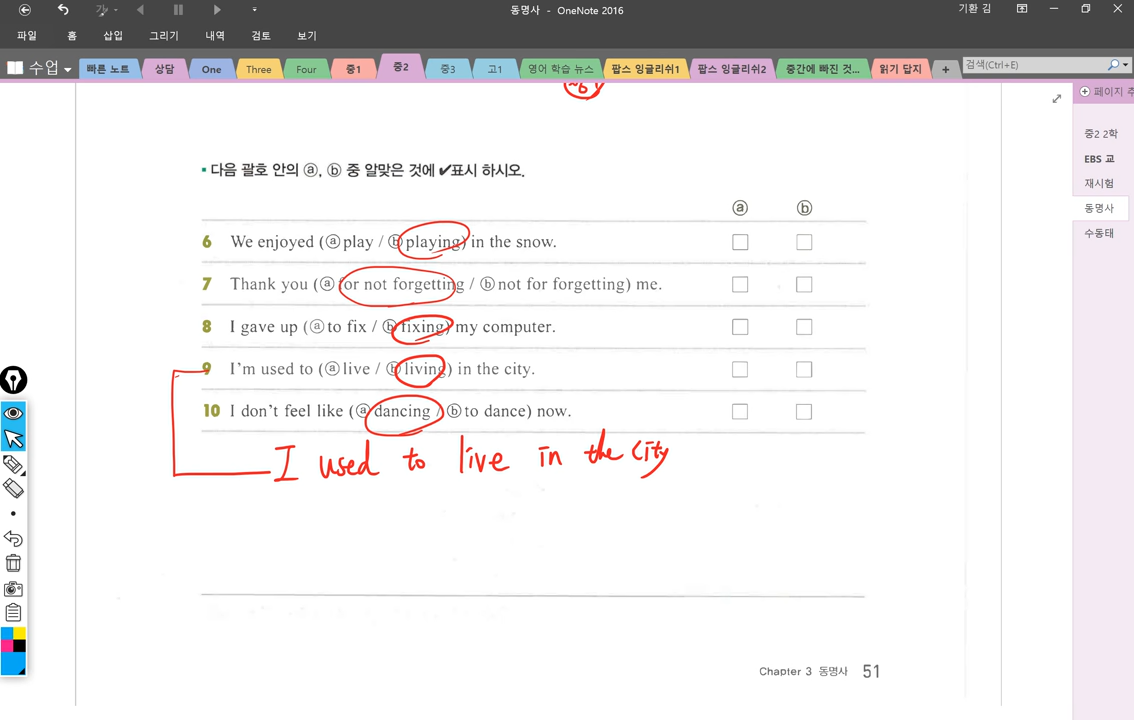 동명사 - OneNote 2016
기환 김
파일 홈 삽입 그리기 내역 검토 보기
수업 빠른 노트 상담 One Three Four 중1 중2 중3 고1 영어 학습 뉴스 팝스 잉글리쉬1 팝스 잉글리쉬2 중간에 빠진 것... 읽기 답지 + 검색(Ctrl+E)
페이지 추
중2 2학
EBS 교
재시험
동명사
수동태
▪ 다음 괄호 안의 ⓐ, ⓑ 중 알맞은 것에 ✔표시 하시오.
ⓐ ⓑ
6 We enjoyed (ⓐ play / ⓑ playing) in the snow.
7 Thank you (ⓐ for not forgetting / ⓑ not for forgetting) me.
8 I gave up (ⓐ to fix / ⓑ fixing) my computer.
9 I'm used to (ⓐ live / ⓑ living) in the city.
10 I don't feel like (ⓐ dancing / ⓑ to dance) now.
I used to live in the city
Chapter 3 동명사 51